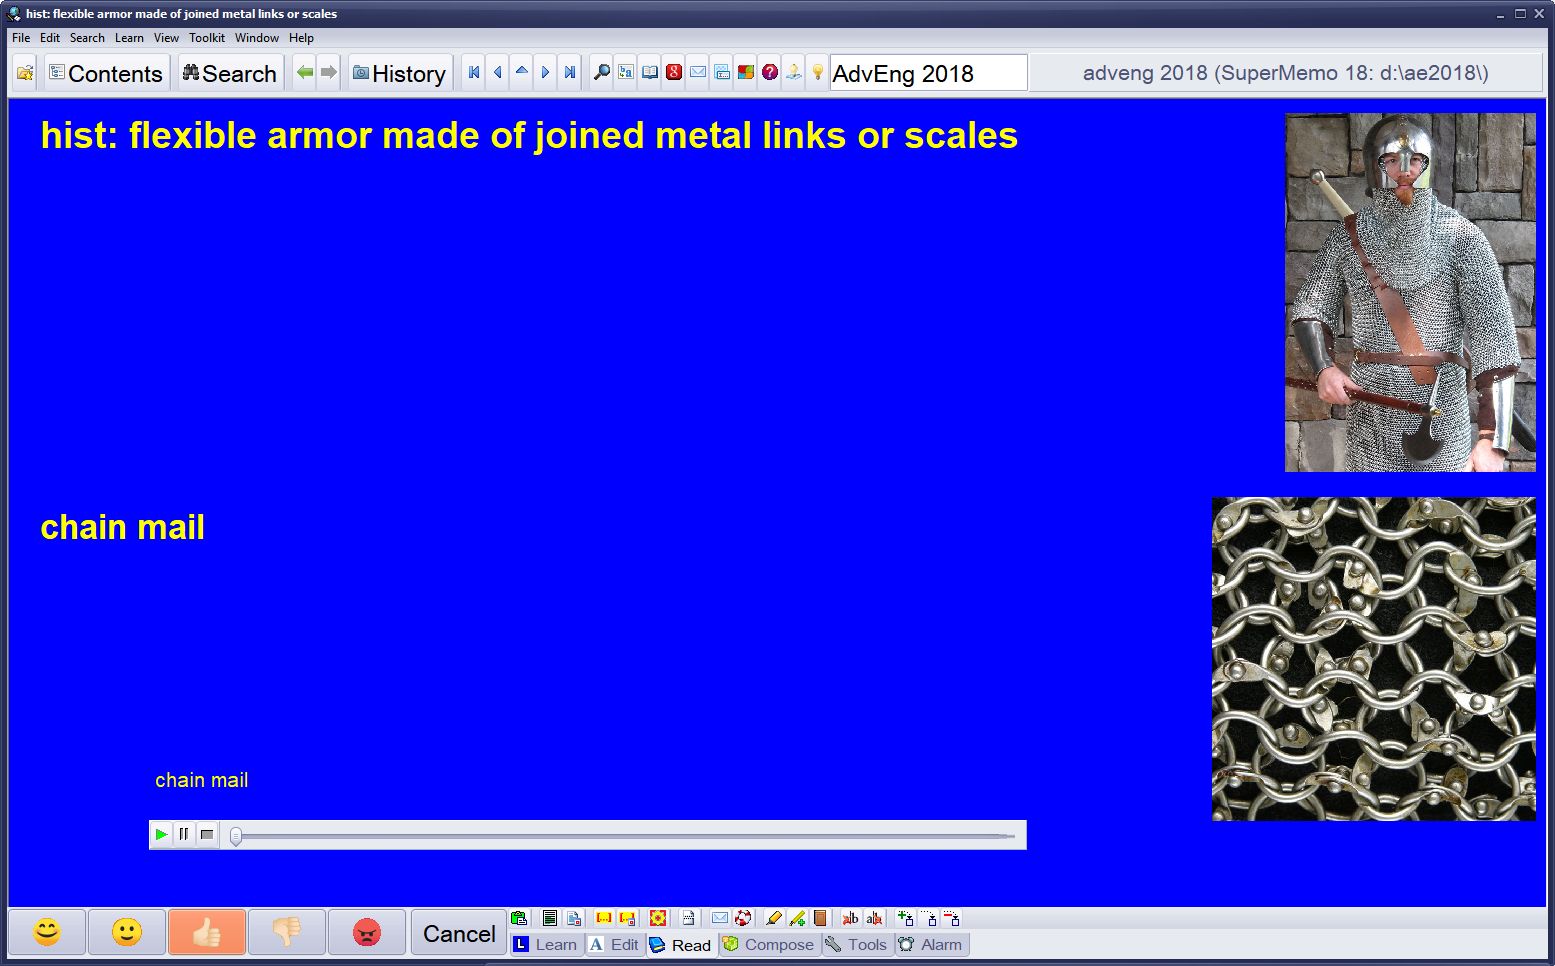 hist: flexible armor made of joined metal links or scales
File Edit Search Learn View Toolkit Window Help
Contents Search History AdvEng 2018 adveng 2018 (SuperMemo 18: d:\ae2018\)
hist: flexible armor made of joined metal links or scales
chain mail
chain mail
Cancel
L Learn A Edit Read Compose Tools Alarm